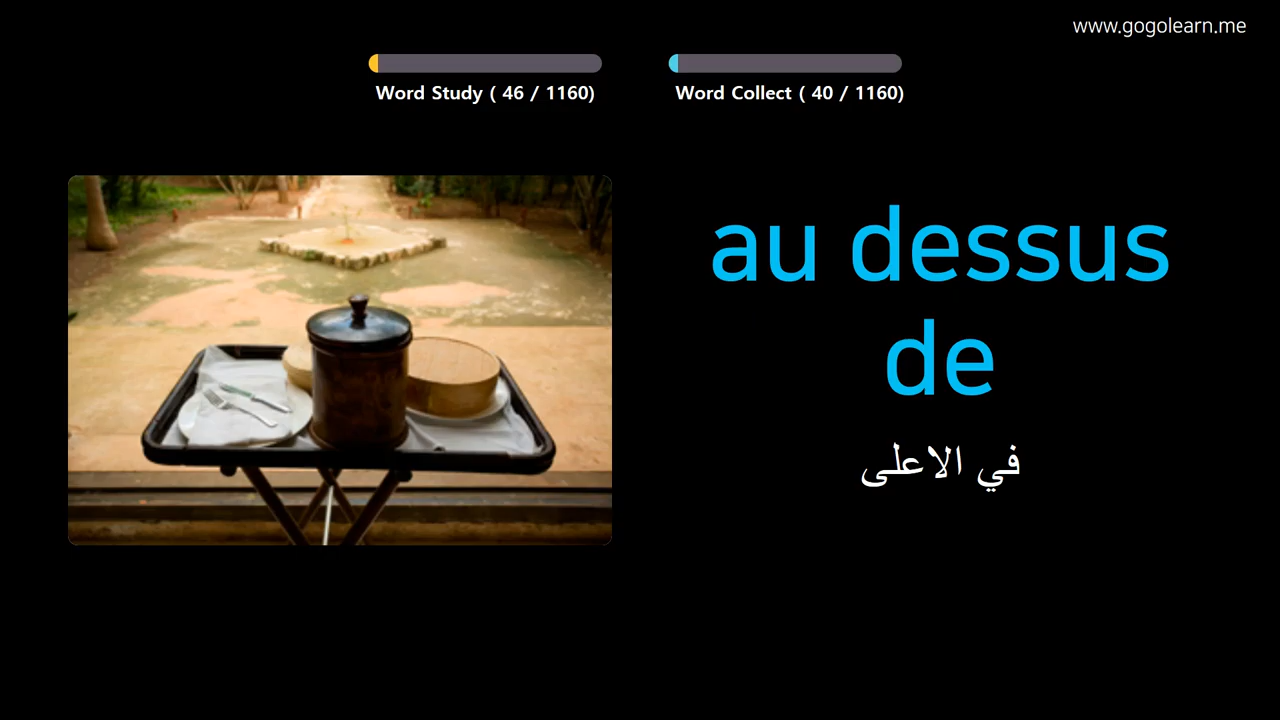 www.gogolearn.me
Word Study ( 46 / 1160)
Word Collect ( 40 / 1160)
au dessus
de
في الاعلى